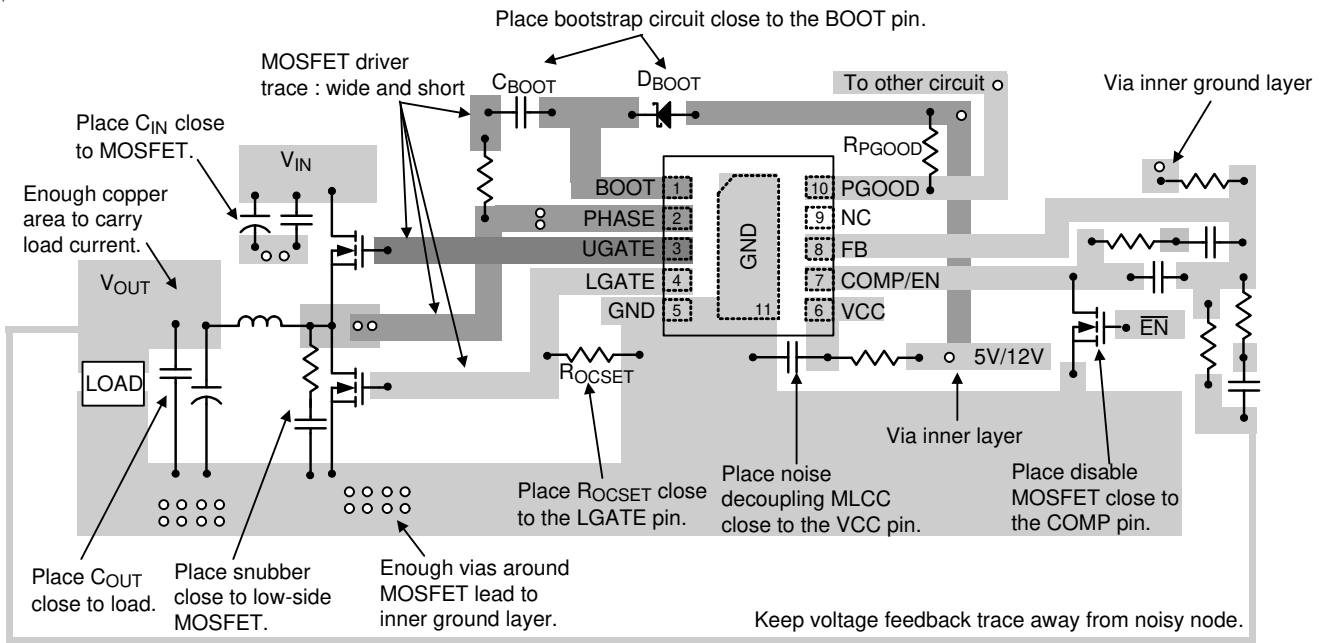 Place bootstrap circuit close to the BOOT pin.
MOSFET driver
trace : wide and short
CBOOT
DBOOT
To other circuit
Via inner ground layer
Place CIN close
to MOSFET.
VIN
RPGOOD
Enough copper
area to carry
load current.
BOOT 1
PHASE 2
UGATE 3
LGATE 4
GND 5
GND
11
10 PGOOD
9 NC
8 FB
7 COMP/EN
6 VCC
VOUT
EN
LOAD
ROCSET
5V/12V
Via inner layer
Place ROCSET close
to the LGATE pin.
Place noise
decoupling MLCC
close to the VCC pin.
Place disable
MOSFET close to
the COMP pin.
Place COUT
close to load.
Place snubber
close to low-side
MOSFET.
Enough vias around
MOSFET lead to
inner ground layer.
Keep voltage feedback trace away from noisy node.